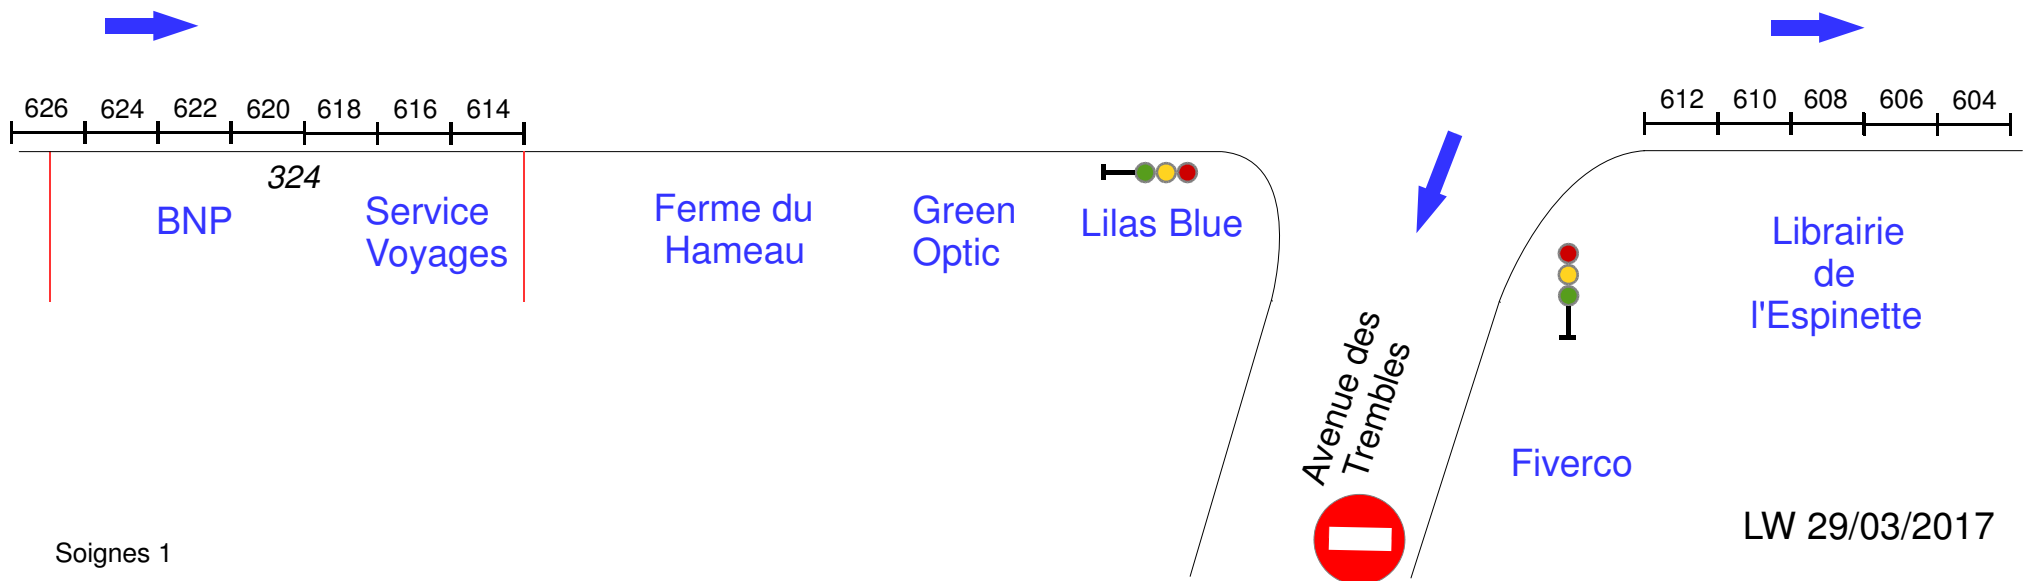 626 624 622 620 618 616 614
612 610 608 606 604
324
BNP
Service
Voyages
Ferme du
Hameau
Green
Optic
Lilas Blue
Avenue des
Trembles
Librairie
de
l'Espinette
Fiverco
LW 29/03/2017
Soignes 1